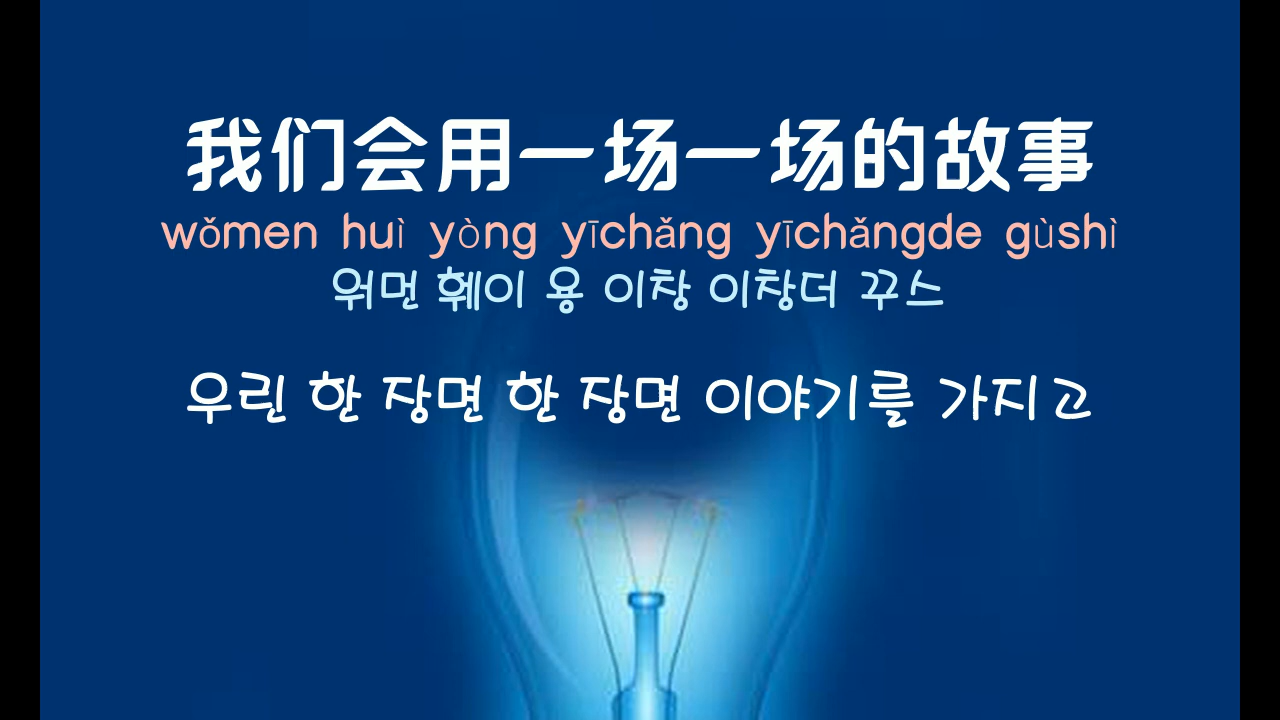 我们会用一场一场的故事
wǒmen huì yòng yīchǎng yīchǎngde gùshì
워먼 훼이 용 이창 이창더 꾸스
우린 한 장면 한 장면 이야기를 가지고